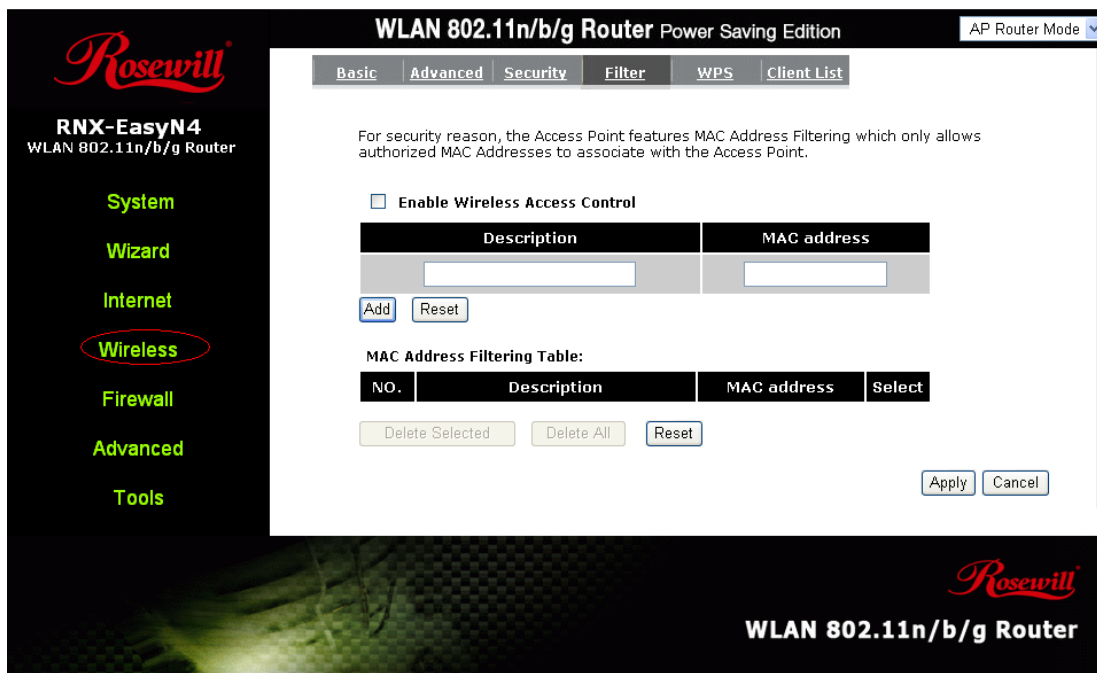 WLAN 802.11n/b/g Router Power Saving Edition
AP Router Mode
Rosewill
Basic Advanced Security Filter WPS Client List
RNX-EasyN4
WLAN 802.11n/b/g Router
For security reason, the Access Point features MAC Address Filtering which only allows
authorized MAC Addresses to associate with the Access Point.
System
Wizard
Internet
Wireless
Firewall
Advanced
Tools
Enable Wireless Access Control
Description MAC address
Add Reset
MAC Address Filtering Table:
NO. Description MAC address Select
Delete Selected Delete All Reset
Apply Cancel
Rosewill
WLAN 802.11n/b/g Router